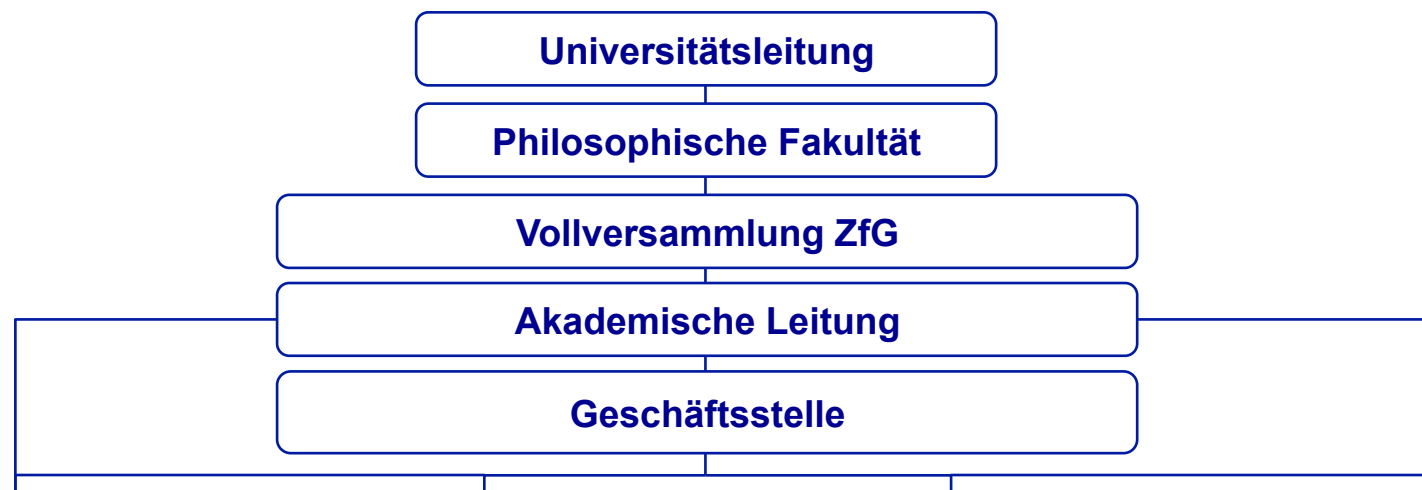 Universitätsleitung
Philosophische Fakultät
Vollversammlung ZfG
Akademische Leitung
Geschäftsstelle